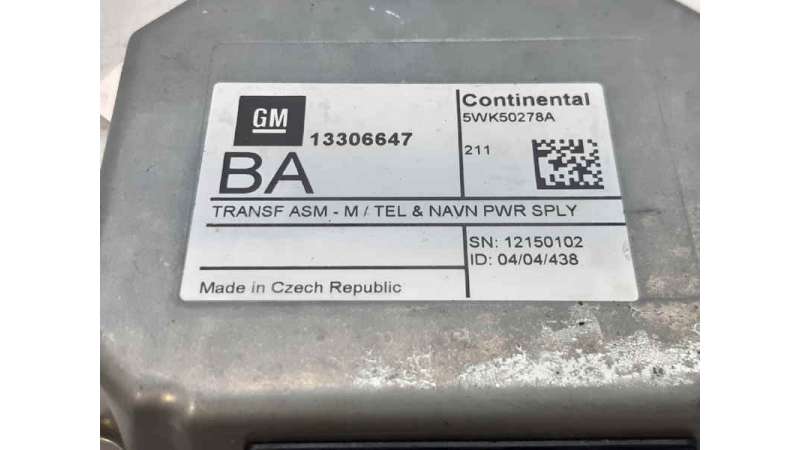 GM
13306647
BA
TRANSF ASM - M / TEL & NAVN PWR SPLY
Made in Czech Republic
Continental
5WK50278A
211
SN: 12150102
ID: 04/04/438